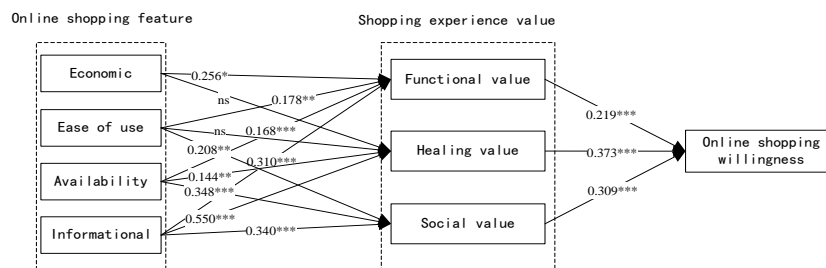 Online shopping feature
Shopping experience value
Economic
Ease of use
Availability
Informational
0.256*
ns
0.178**
ns
0.168***
0.208**
0.310***
0.144**
0.348***
0.550***
0.340***
Functional value
Healing value
Social value
0.219***
0.373***
0.309***
Online shopping
willingness